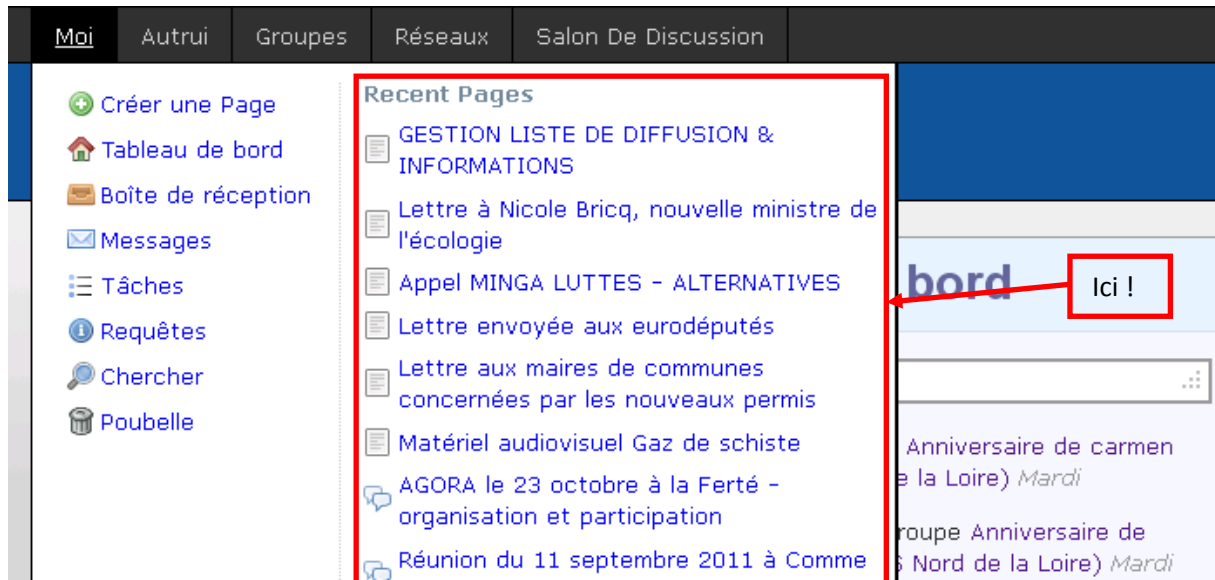 Moi Autrui Groupes Réseaux Salon De Discussion
Créer une Page
Tableau de bord
Boîte de réception
Messages
Tâches
Requêtes
Chercher
Poubelle
Recent Pages
GESTION LISTE DE DIFFUSION &
INFORMATIONS
Lettre à Nicole Bricq, nouvelle ministre de
l'écologie
Appel MINGA LUTTES - ALTERNATIVES
Lettre envoyée aux eurodéputés
Lettre aux maires de communes
concernées par les nouveaux permis
Matériel audiovisuel Gaz de schiste
AGORA le 23 octobre à la Ferté -
organisation et participation
Réunion du 11 septembre 2011 à Comme
bord
Ici !
Anniversaire de carmen
e la Loire) Mardi
roupe Anniversaire de
Nord de la Loire) Mardi